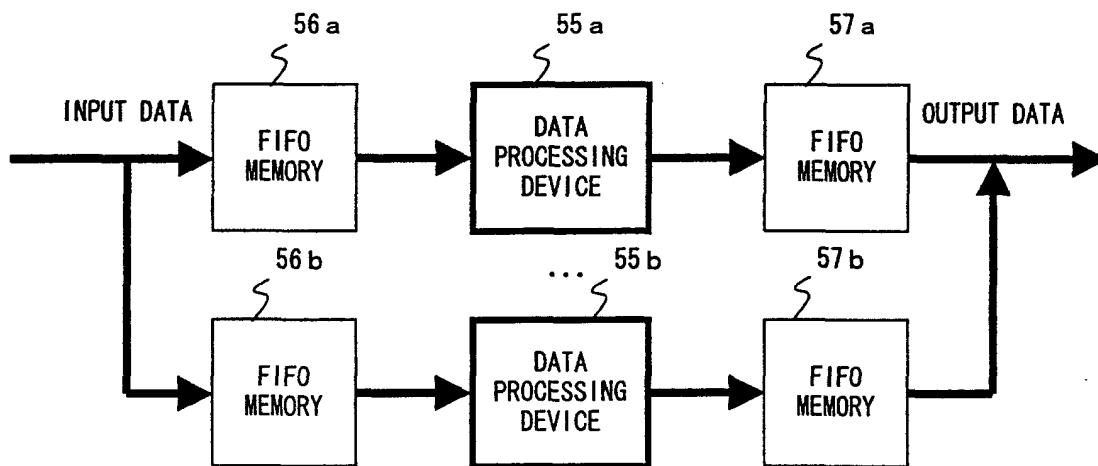 56a
55a
57a
INPUT DATA
OUTPUT DATA
FIFO
MEMORY
DATA
PROCESSING
DEVICE
FIFO
MEMORY
56b
...
55b
57b
FIFO
MEMORY
DATA
PROCESSING
DEVICE
FIFO
MEMORY